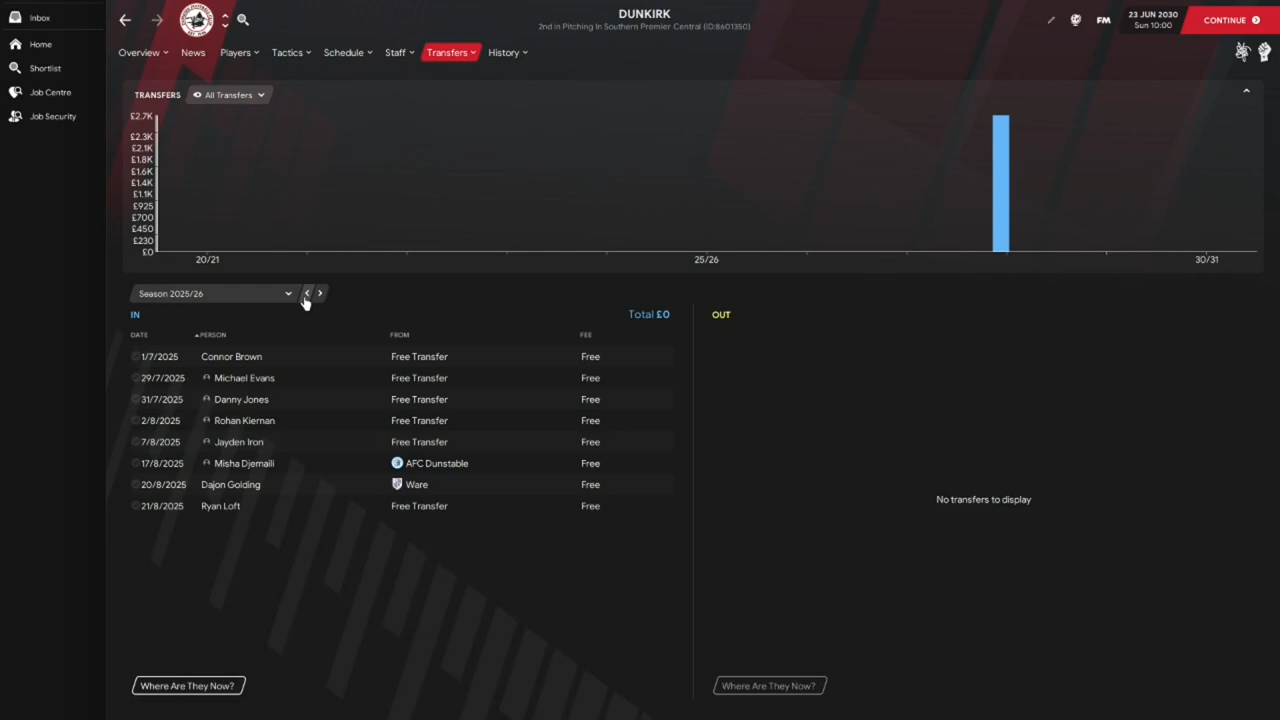 Inbox
Home
Shortlist
Job Centre
Job Security
DUNKIRK
2nd in Pitching In Southern Premier Central (ID:8601350)
FM
23 JUN 2030
Sun 10:00
CONTINUE
Overview
News
Players
Tactics
Schedule
Staff
Transfers
History
TRANSFERS
All Transfers
£2.7K
£2.3K
£2.1K
£1.8K
£1.6K
£1.4K
£1.1K
£925
£700
£450
£230
£0
20/21 25/26 30/31
Season 2025/26
IN Total £0
DATE PERSON FROM FEE
1/7/2025 Connor Brown Free Transfer Free
29/7/2025 Michael Evans Free Transfer Free
31/7/2025 Danny Jones Free Transfer Free
2/8/2025 Rohan Kiernan Free Transfer Free
7/8/2025 Jayden Iron Free Transfer Free
17/8/2025 Misha Djemaili AFC Dunstable Free
20/8/2025 Dajon Golding Ware Free
21/8/2025 Ryan Loft Free Transfer Free
Where Are They Now?
OUT
No transfers to display
Where Are They Now?